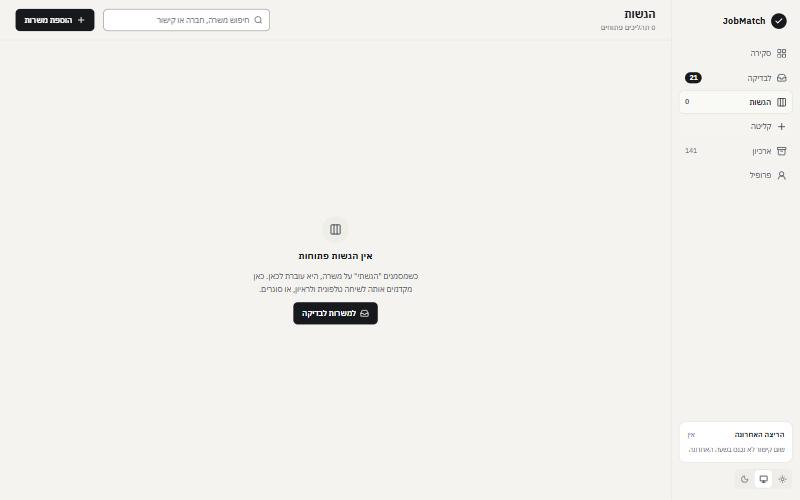 JobMatch
סקירה
לבדיקה 21
הגשות 0
קליטה
ארכיון 141
פרופיל
הריצה האחרונה אין
שום קישור לא נכנס בשעה האחרונה
הגשות
0 תהליכים פתוחים
חיפוש משרה, חברה או קישור
הוספת משרות
אין הגשות פתוחות
כשמסמנים "הגשתי" על משרה, היא עוברת לכאן. כאן
מקדמים אותה לשיחה טלפונית ולראיון, או סוגרים.
למשרות לבדיקה